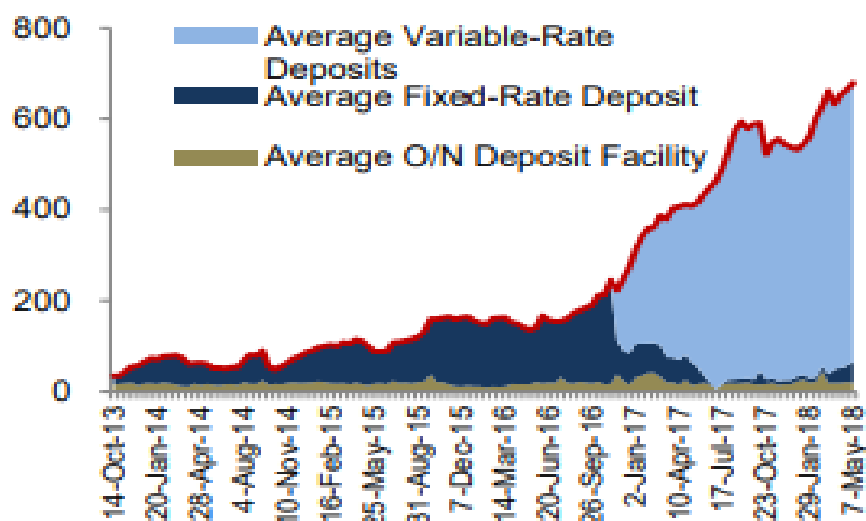 800
Average Variable-Rate
Deposits
600
Average Fixed-Rate Deposit
Average O/N Deposit Facility
400
200
0
14-Oct-13
20-Jan-14
28-Apr-14
4-Aug-14
10-Nov-14
16-Feb-15
25-May-15
31-Aug-15
7-Dec-15
14-Mar-16
20-Jun-16
26-Sep-16
2-Jan-17
10-Apr-17
17-Jul-17
23-Oct-17
29-Jan-18
7-May-18